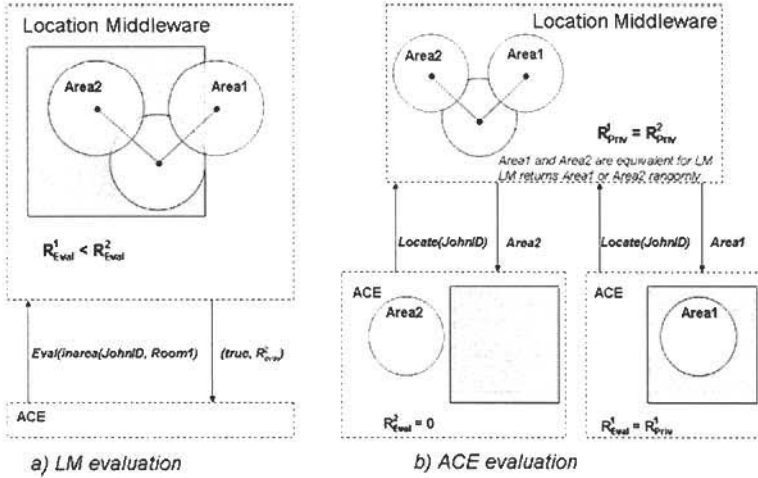 Location Middleware
Area2
Area1
R¹Eval < R²Eval
Eval(inarea(JohnID, Room1)
(true, R²Eval)
ACE
a) LM evaluation
Location Middleware
Area2
Area1
R¹Priv = R²Priv
Area1 and Area2 are equivalent for LM
LM returns Area1 or Area2 randomly
Locate(JohnID)
Area2
Locate(JohnID)
Area1
ACE
Area2
R²Eval = 0
ACE
Area1
R¹Eval = R¹Priv
b) ACE evaluation